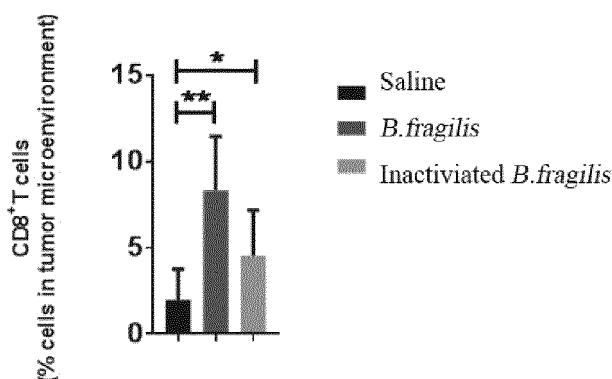 CD8⁺T cells
(% cells in tumor microenvironment)
15
10
5
0
*
**
Saline
B.fragilis
Inactiviated B.fragilis